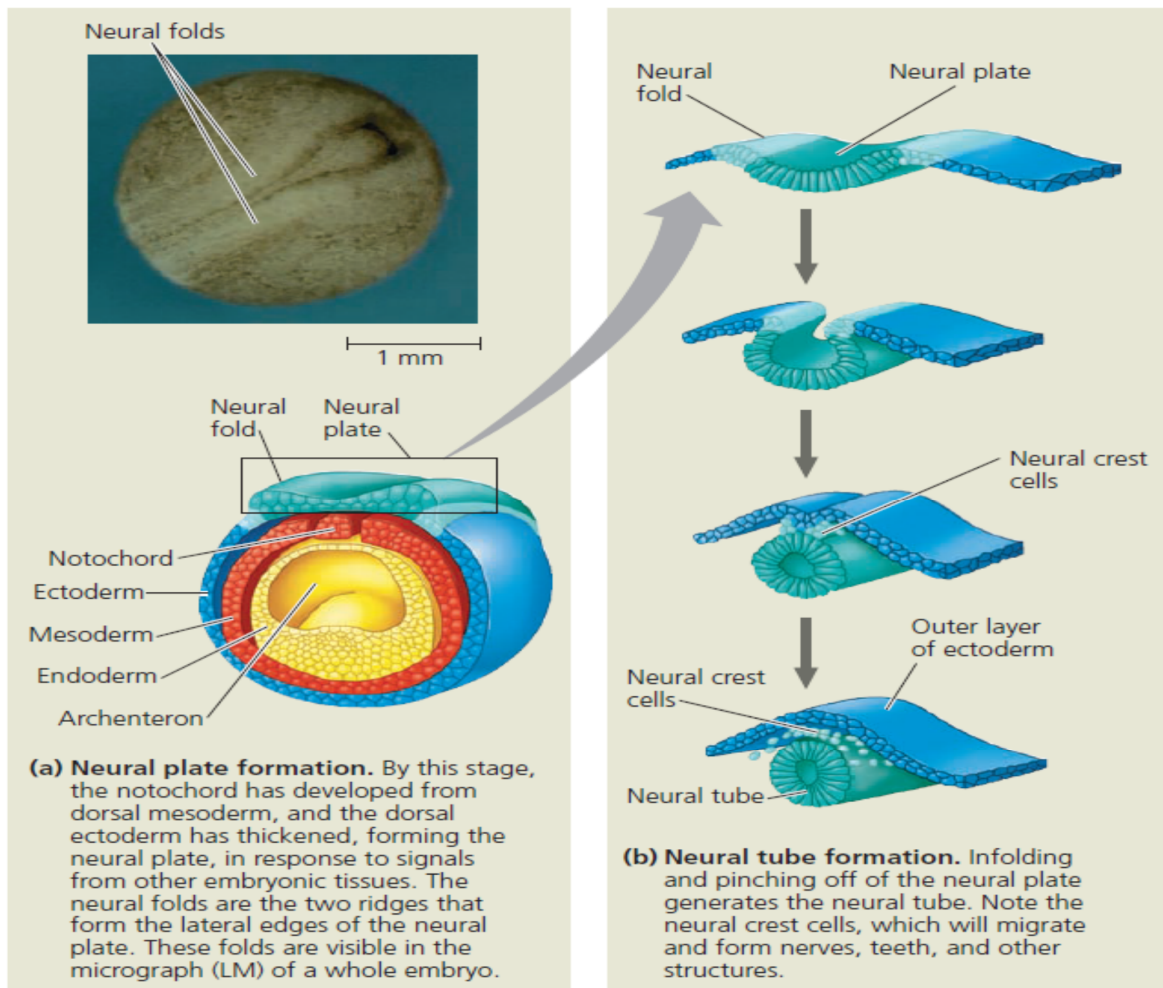 Neural folds
1 mm
Neural
fold
Neural
plate
Notochord
Ectoderm
Mesoderm
Endoderm
Archenteron
(a) Neural plate formation. By this stage,
the notochord has developed from
dorsal mesoderm, and the dorsal
ectoderm has thickened, forming the
neural plate, in response to signals
from other embryonic tissues. The
neural folds are the two ridges that
form the lateral edges of the neural
plate. These folds are visible in the
micrograph (LM) of a whole embryo.
Neural
fold
Neural plate
Neural crest
cells
Outer layer
of ectoderm
Neural crest
cells
Neural tube
(b) Neural tube formation. Infolding
and pinching off of the neural plate
generates the neural tube. Note the
neural crest cells, which will migrate
and form nerves, teeth, and other
structures.